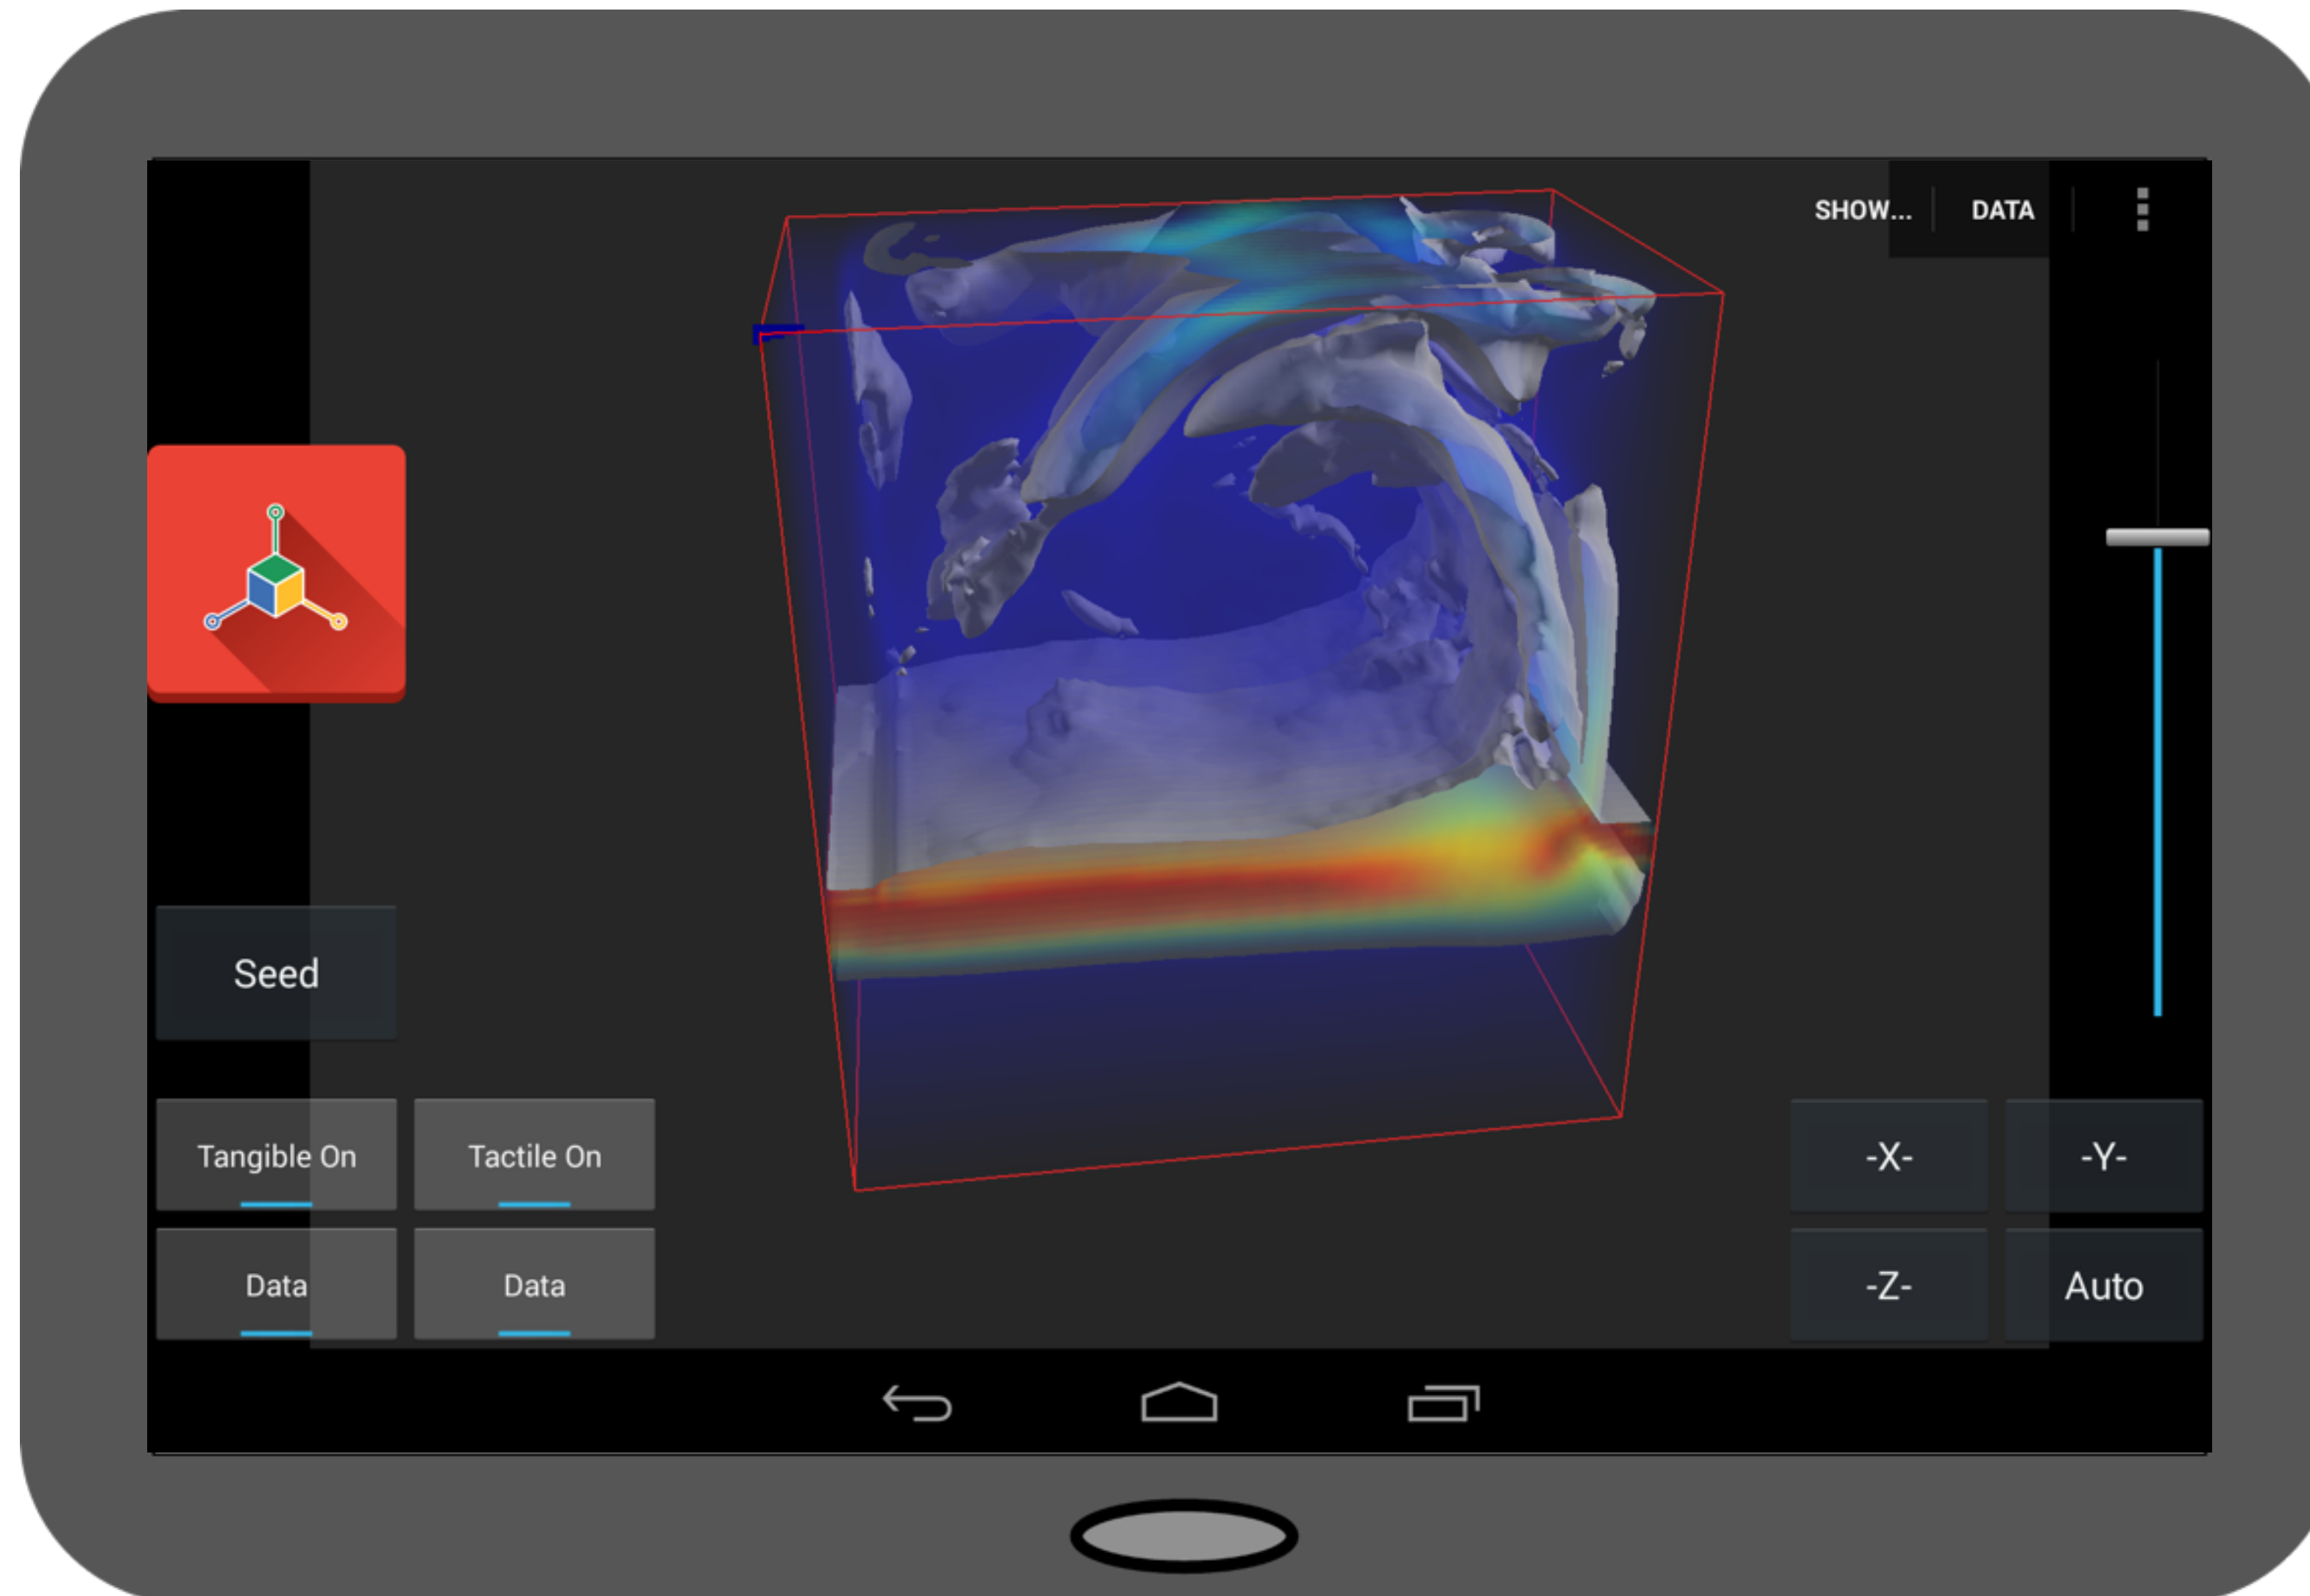 SHOW... DATA
Seed
Tangible On Tactile On
Data Data
-X- -Y-
-Z- Auto